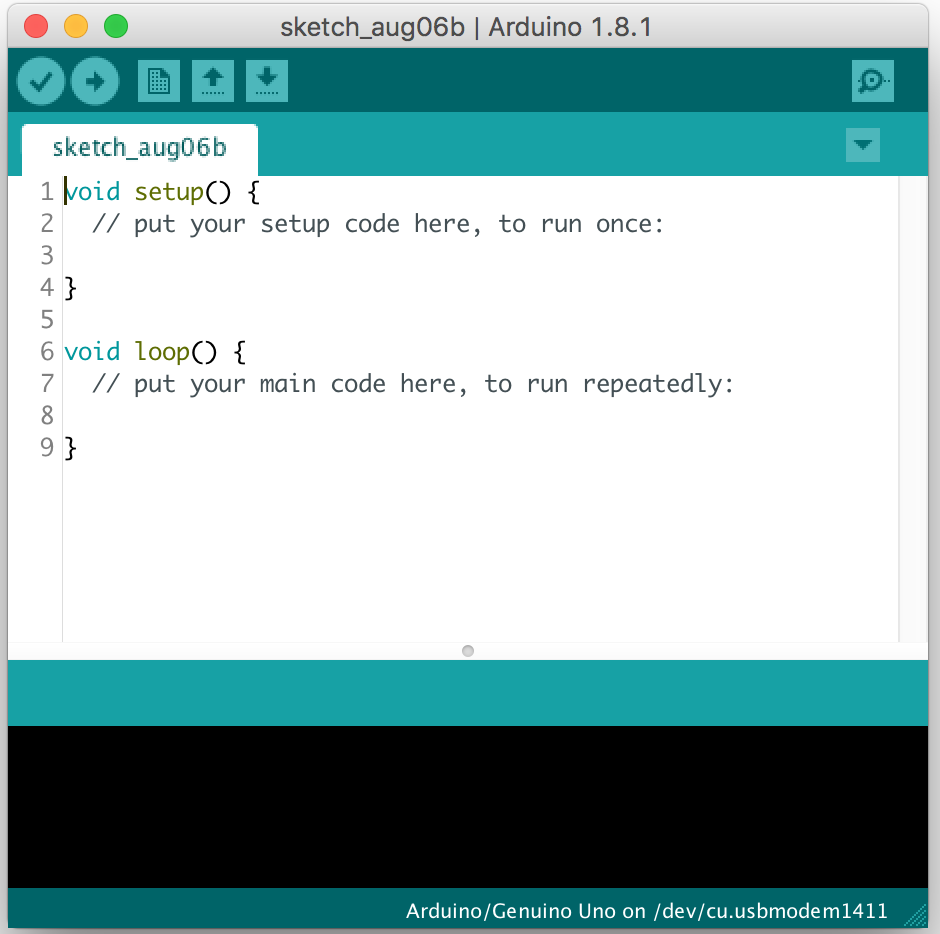 sketch_aug06b | Arduino 1.8.1
sketch_aug06b
1 void setup() {
2   // put your setup code here, to run once:
3
4 }
5
6 void loop() {
7   // put your main code here, to run repeatedly:
8
9 }
Arduino/Genuino Uno on /dev/cu.usbmodem1411